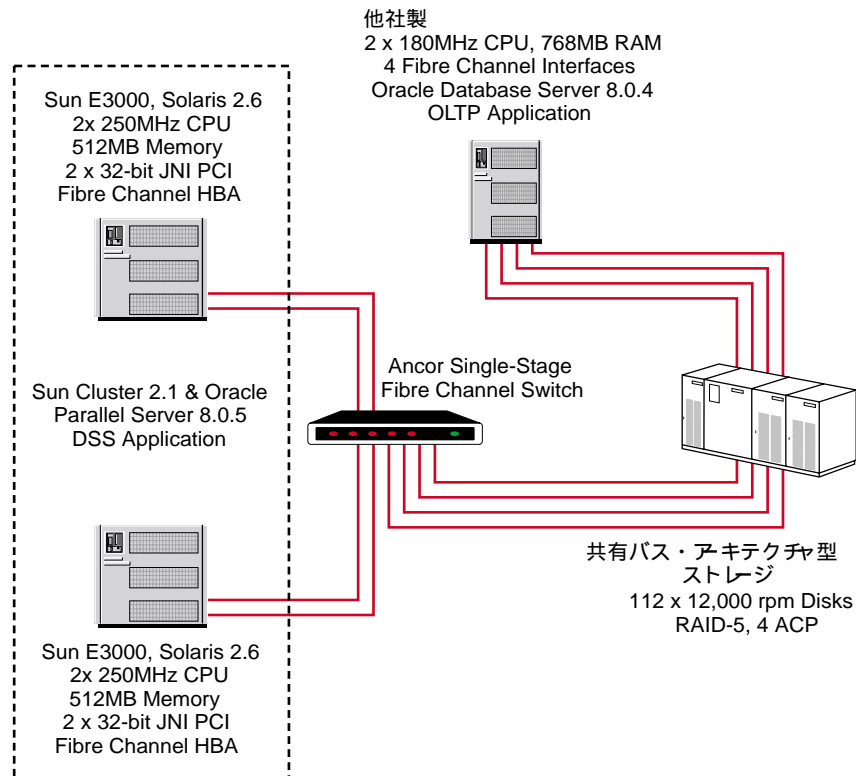 他社製
2 x 180MHz CPU, 768MB RAM
4 Fibre Channel Interfaces
Oracle Database Server 8.0.4
OLTP Application
Sun E3000, Solaris 2.6
2x 250MHz CPU
512MB Memory
2 x 32-bit JNI PCI
Fibre Channel HBA
Ancor Single-Stage
Fibre Channel Switch
Sun Cluster 2.1 & Oracle
Parallel Server 8.0.5
DSS Application
共有バス・アーキテクチャ型
ストレージ
112 x 12,000 rpm Disks
RAID-5, 4 ACP
Sun E3000, Solaris 2.6
2x 250MHz CPU
512MB Memory
2 x 32-bit JNI PCI
Fibre Channel HBA